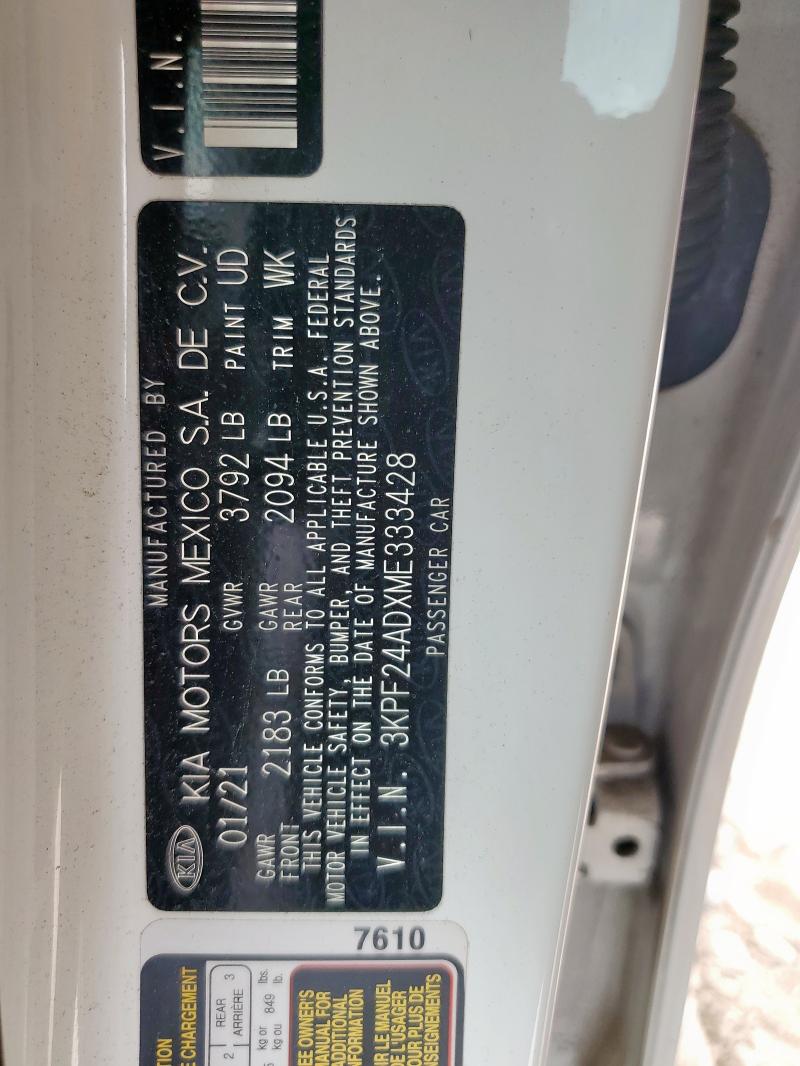 V.I.N.
MANUFACTURED BY
KIA KIA MOTORS MEXICO S.A. DE C.V.
01/21 GVWR 3792 LB PAINT UD
GAWR FRONT 2183 LB GAWR REAR 2094 LB TRIM WK
THIS VEHICLE CONFORMS TO ALL APPLICABLE U.S.A. FEDERAL
MOTOR VEHICLE SAFETY, BUMPER, AND THEFT PREVENTION STANDARDS
IN EFFECT ON THE DATE OF MANUFACTURE SHOWN ABOVE.
V.I.N. 3KPF24ADXME333428
PASSENGER CAR
7610
CHARGEMENT
2 REAR 3
ARRIÈRE
kg or 849 lbs.
kg ou lb.
OWNER'S
MANUAL FOR
ADDITIONAL
LE MANUEL
DE L'USAGER
PLUS DE